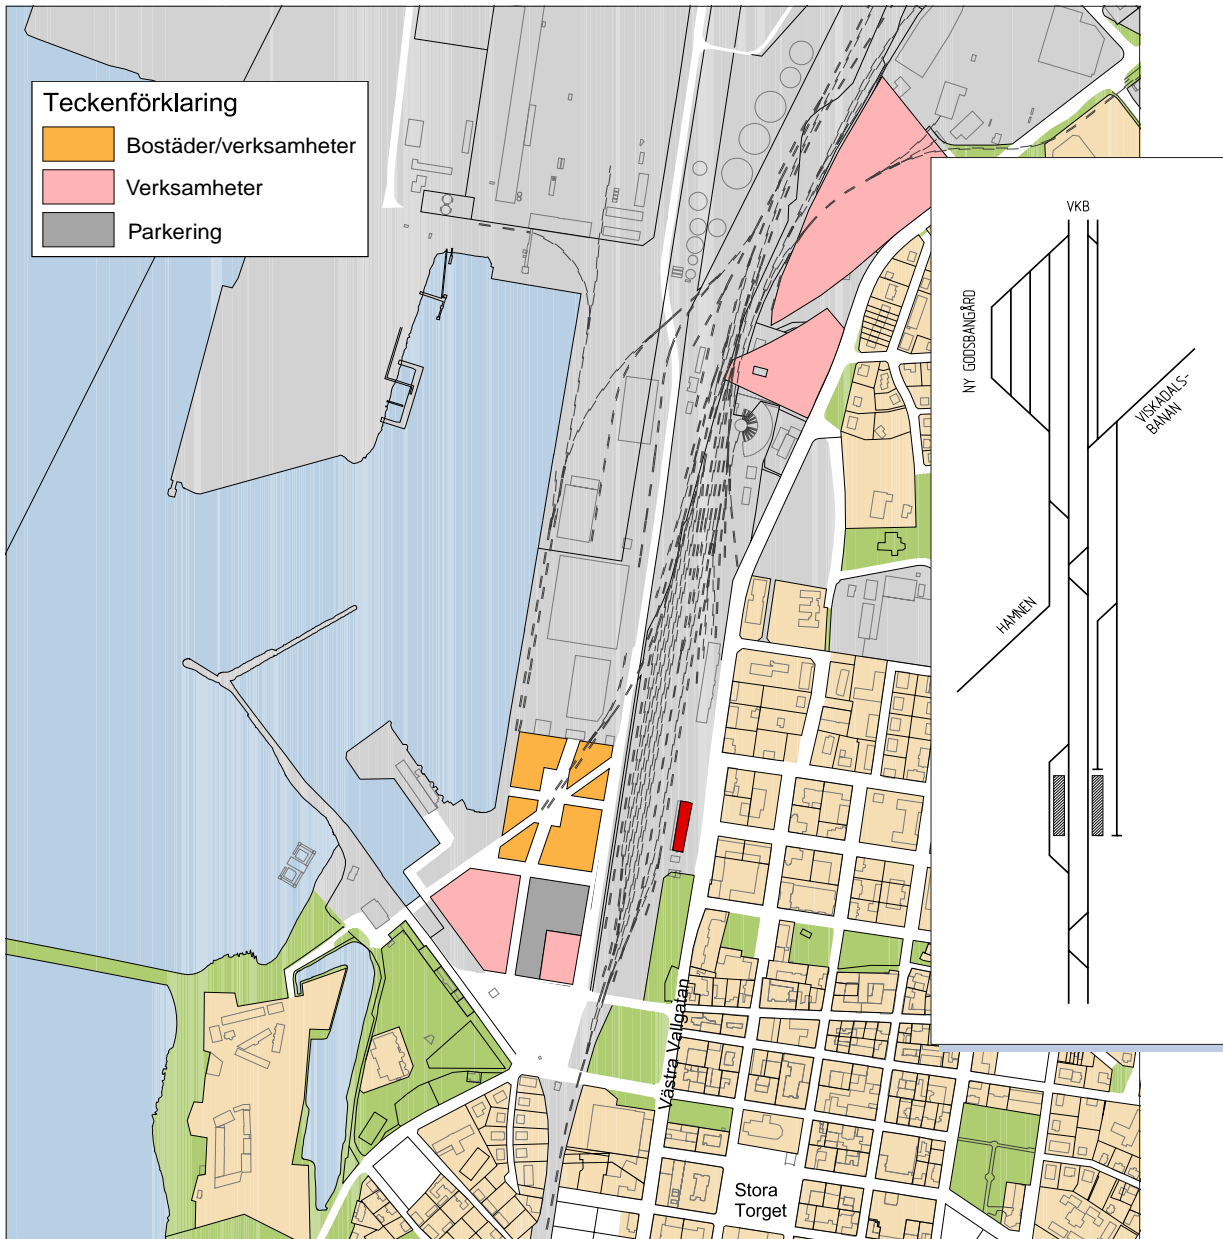 Teckenförklaring
Bostäder/verksamheter
Verksamheter
Parkering
VKB
NY GODSBANGÅRD
VISKADALS-
BANAN
HAMNEN
Västra Vallgatan
Stora
Torget